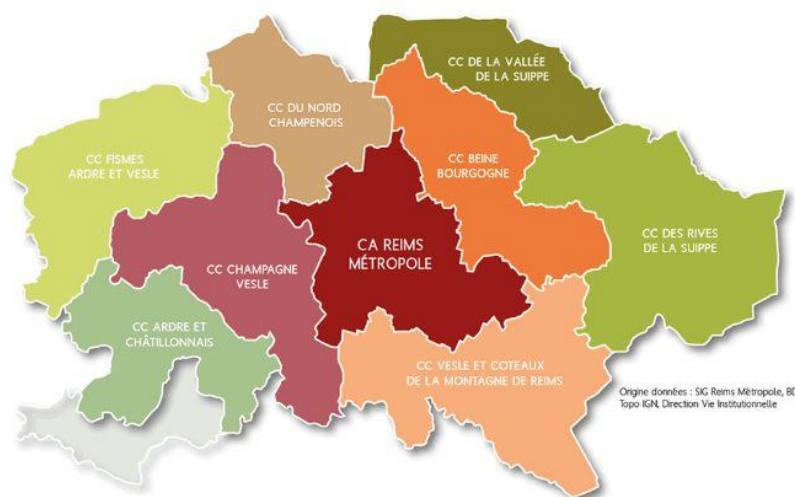 CC DE LA VALLÉE
DE LA SUIPPE
CC DU NORD
CHAMPENOIS
CC FISMES
ARDRE ET VESLE
CC BEINE
BOURGOGNE
CC DES RIVES
DE LA SUIPPE
CA REIMS
MÉTROPOLE
CC CHAMPAGNE
VESLE
CC ARDRE ET
CHÂTILLONNAIS
CC VESLE ET COTEAUX
DE LA MONTAGNE DE REIMS
Origine données : SIG Reims Métropole, BD
Topo IGN, Direction Vie Institutionnelle